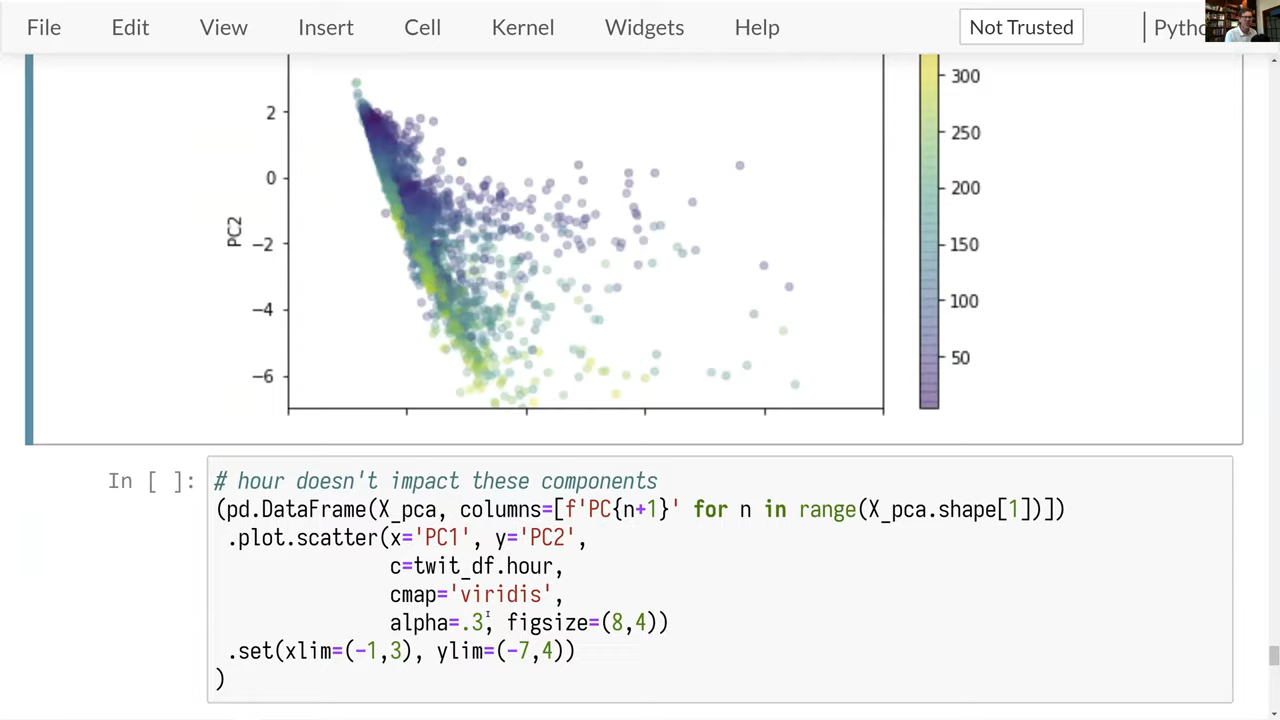 File Edit View Insert Cell Kernel Widgets Help Not Trusted
300
2
250
0
200
PC2
-2
150
-4
100
50
-6
In [ ]:
# hour doesn't impact these components
(pd.DataFrame(X_pca, columns=[f'PC{n+1}' for n in range(X_pca.shape[1])])
.plot.scatter(x='PC1', y='PC2',
c=twit_df.hour,
cmap='viridis',
alpha=.3, figsize=(8,4))
.set(xlim=(-1,3), ylim=(-7,4))
)